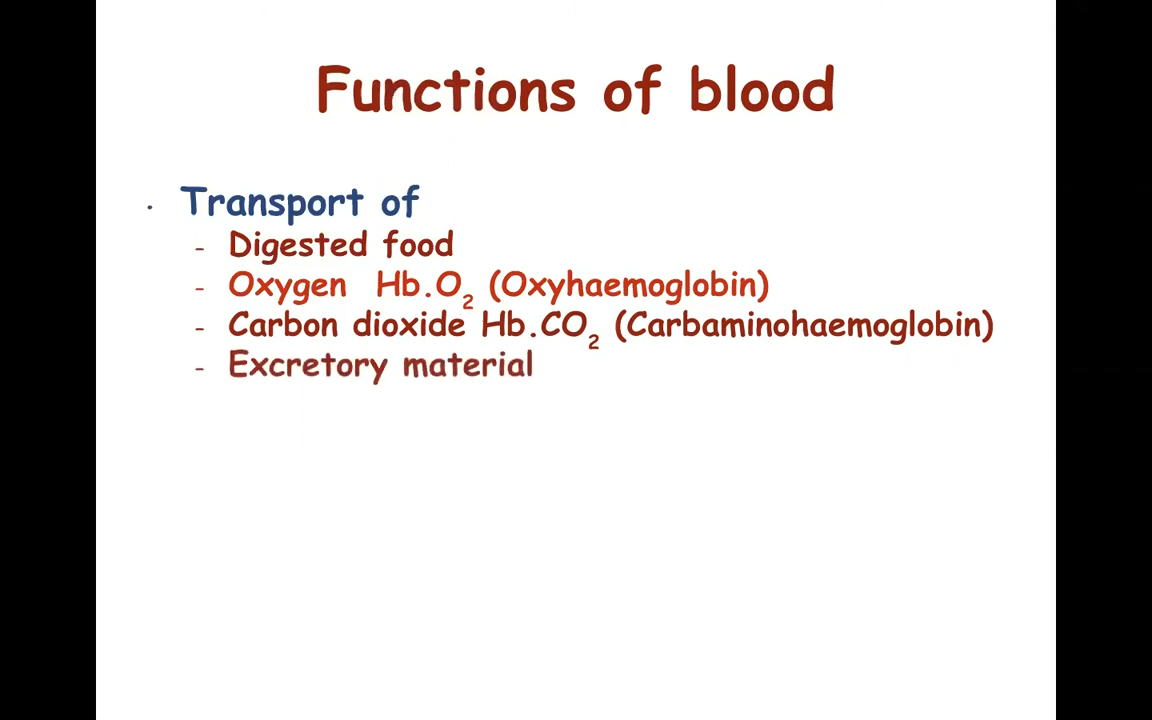 Functions of blood
· Transport of
- Digested food
- Oxygen Hb.O₂ (Oxyhaemoglobin)
- Carbon dioxide Hb.CO₂ (Carbaminohaemoglobin)
- Excretory material